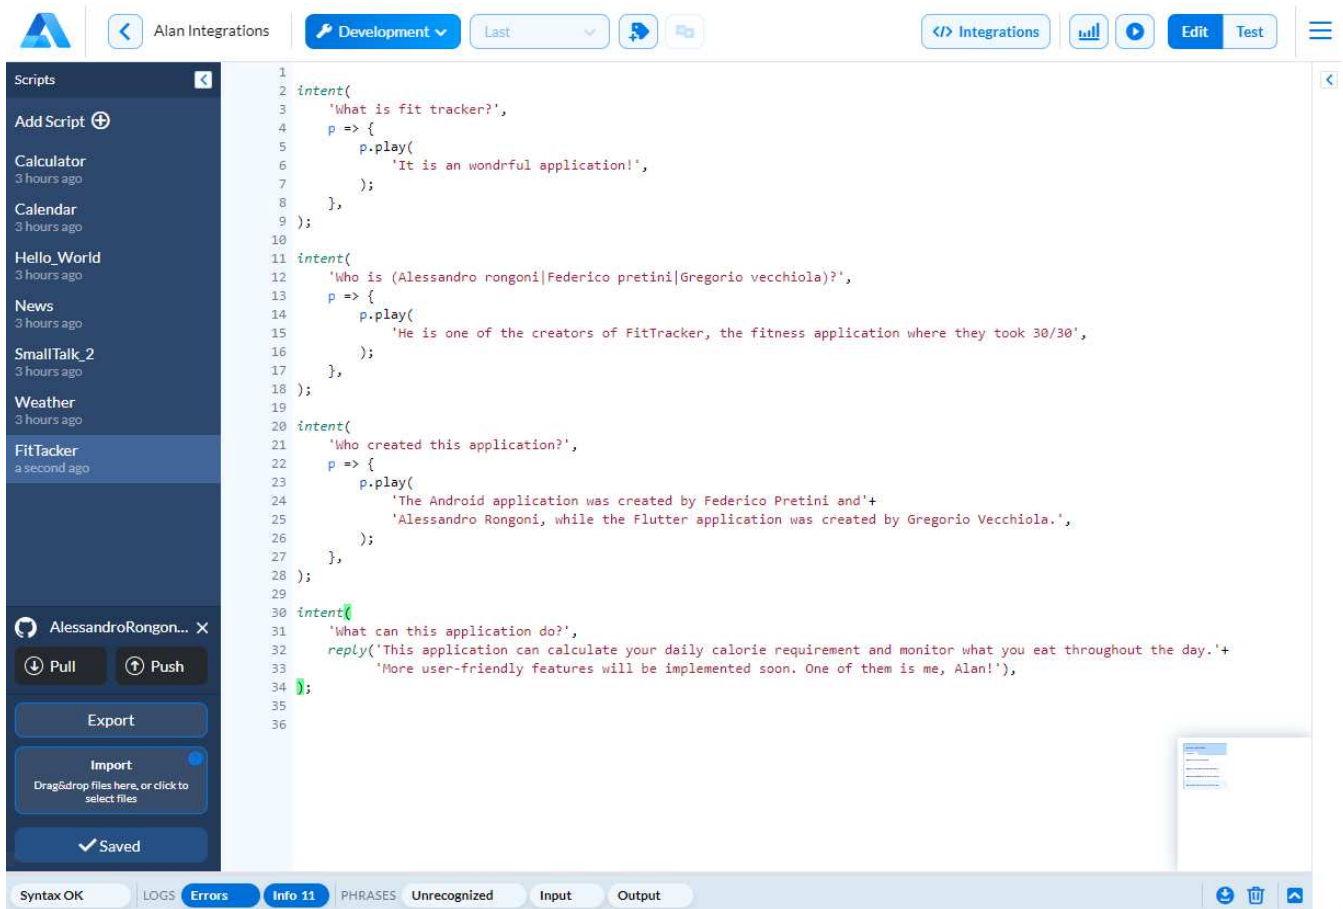 Alan Integrations
Development
Last
</> Integrations
Edit
Test
Scripts
Add Script
Calculator
3 hours ago
Calendar
3 hours ago
Hello_World
3 hours ago
News
3 hours ago
SmallTalk_2
3 hours ago
Weather
3 hours ago
FitTacker
a second ago
AlessandroRongon...
Pull
Push
Export
Import
Drag&drop files here, or click to
select files
Saved
1
2 intent(
3 'What is fit tracker?',
4 p => {
5 p.play(
6 'It is an wondrful application!',
7 );
8 },
9 );
10
11 intent(
12 'Who is (Alessandro rongoni|Federico pretini|Gregorio vecchiola)?',
13 p => {
14 p.play(
15 'He is one of the creators of FitTracker, the fitness application where they took 30/30',
16 );
17 },
18 );
19
20 intent(
21 'Who created this application?',
22 p => {
23 p.play(
24 'The Android application was created by Federico Pretini and'+
25 'Alessandro Rongoni, while the Flutter application was created by Gregorio Vecchiola.',
26 );
27 },
28 );
29
30 intent(
31 'What can this application do?',
32 reply('This application can calculate your daily calorie requirement and monitor what you eat throughout the day.'+
33 'More user-friendly features will be implemented soon. One of them is me, Alan!'),
34 );
35
36
Syntax OK
LOGS
Errors
Info 11
PHRASES
Unrecognized
Input
Output